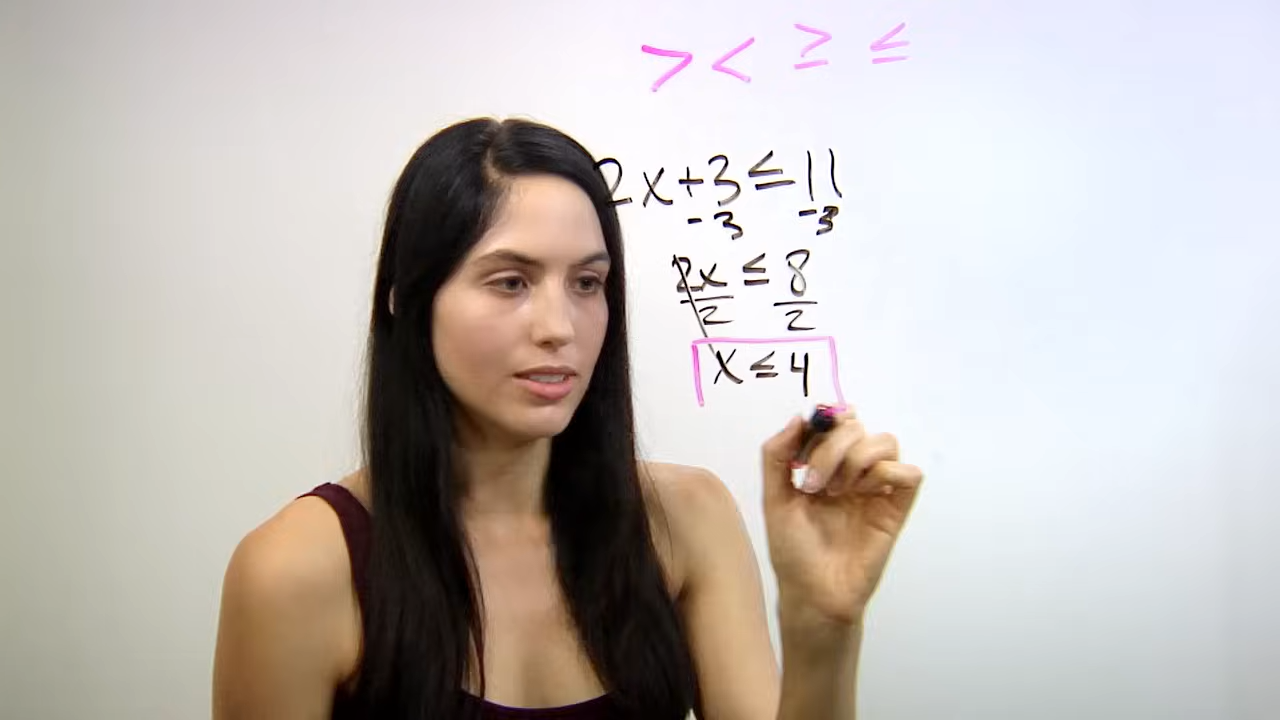 > < ≥ ≤
2x+3≤11
-3 -3
2x ≤ 8
2 2
x ≤ 4